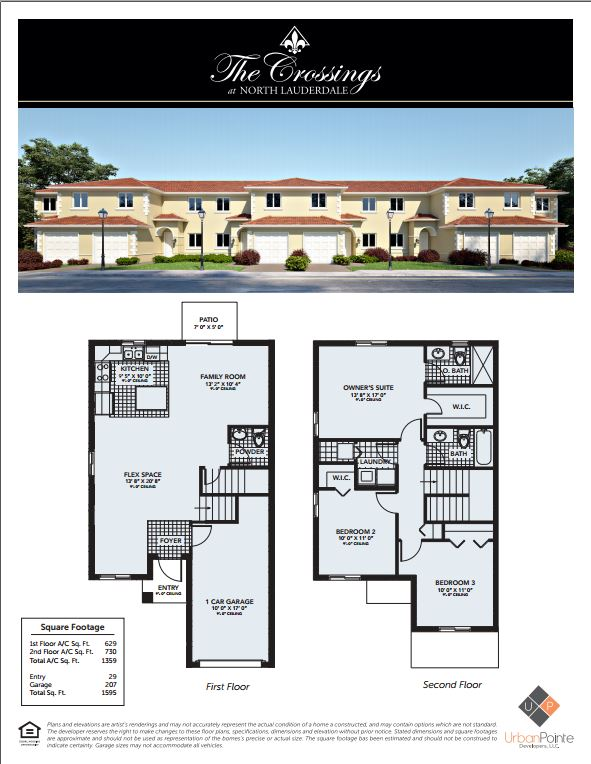 The Crossings
at NORTH LAUDERDALE
PATIO
7' 0" X 5' 0"
D/W
KITCHEN
9' 5" X 10' 0"
9'-0" CEILING
FAMILY ROOM
13' 2" X 10' 4"
9'-0" CEILING
POWDER
FLEX SPACE
13' 8" X 20' 8"
9'-0" CEILING
FOYER
ENTRY
9'-0" CEILING
1 CAR GARAGE
10' 0" X 17' 0"
9'-0" CEILING
First Floor
O. BATH
OWNER'S SUITE
13' 8" X 17' 0"
9'-0" CEILING
W.I.C.
BATH
LAUNDRY
W.I.C.
BEDROOM 2
10' 0" X 11' 0"
9'-0" CEILING
BEDROOM 3
10' 0" X 11' 0"
9'-0" CEILING
Second Floor
Square Footage
1st Floor A/C Sq. Ft. 629
2nd Floor A/C Sq. Ft. 730
Total A/C Sq. Ft. 1359
Entry 29
Garage 207
Total Sq. Ft. 1595
Plans and elevations are artist's renderings and may not accurately represent the actual condition of a home a constructed, and may contain options which are not standard.
The developer reserves the right to make changes to these floor plans, specifications, dimensions and elevation without prior notice. Stated dimensions and square footages
are approximate and should not be used as representation of the homes's precise or actual size. The square footage has been estimated and should not be construed to
indicate certainty. Garage sizes may not accommodate all vehicles.
U P
UrbanPointe
Developers, LLC.